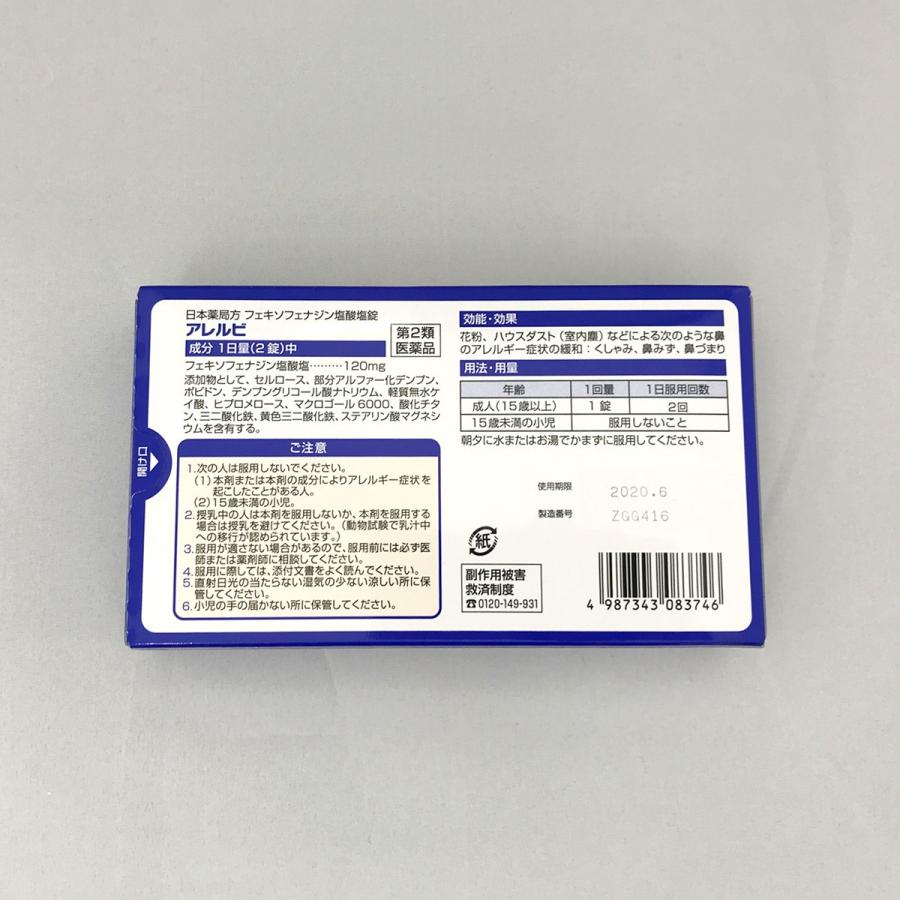 日本薬局方 フェキソフェナジン塩酸塩錠
アレルビ
第2類
医薬品
成分 1日量(2錠)中
フェキソフェナジン塩酸塩………120mg
添加物として、セルロース、部分アルファー化デンプン、
ポビドン、デンプングリコール酸ナトリウム、軽質無水ケ
イ酸、ヒプロメロース、マクロゴール6000、酸化チタ
ン、三二酸化鉄、黄色三二酸化鉄、ステアリン酸マグネシ
ウムを含有する。
ご注意
1.次の人は服用しないでください。
(1)本剤または本剤の成分によりアレルギー症状を
起こしたことがある人。
(2)15歳未満の小児。
2.授乳中の人は本剤を服用しないか、本剤を服用する
場合は授乳を避けてください。(動物試験で乳汁中
への移行が認められています。)
3.服用が適さない場合があるので、服用前には必ず医
師または薬剤師に相談してください。
4.服用に際しては、添付文書をよく読んでください。
5.直射日光の当たらない湿気の少ない涼しい所に保
管してください。
6.小児の手の届かない所に保管してください。
開け口
効能・効果
花粉、ハウスダスト(室内塵)などによる次のような鼻
のアレルギー症状の緩和:くしゃみ、鼻みず、鼻づまり
用法・用量
年齢 1回量 1日服用回数
成人(15歳以上) 1錠 2回
15歳未満の小児 服用しないこと
朝夕に水またはお湯でかまずに服用してください。
使用期限 2020.6
製造番号 ZGG416
紙
副作用被害
救済制度
☎0120-149-931
4 987343 083746